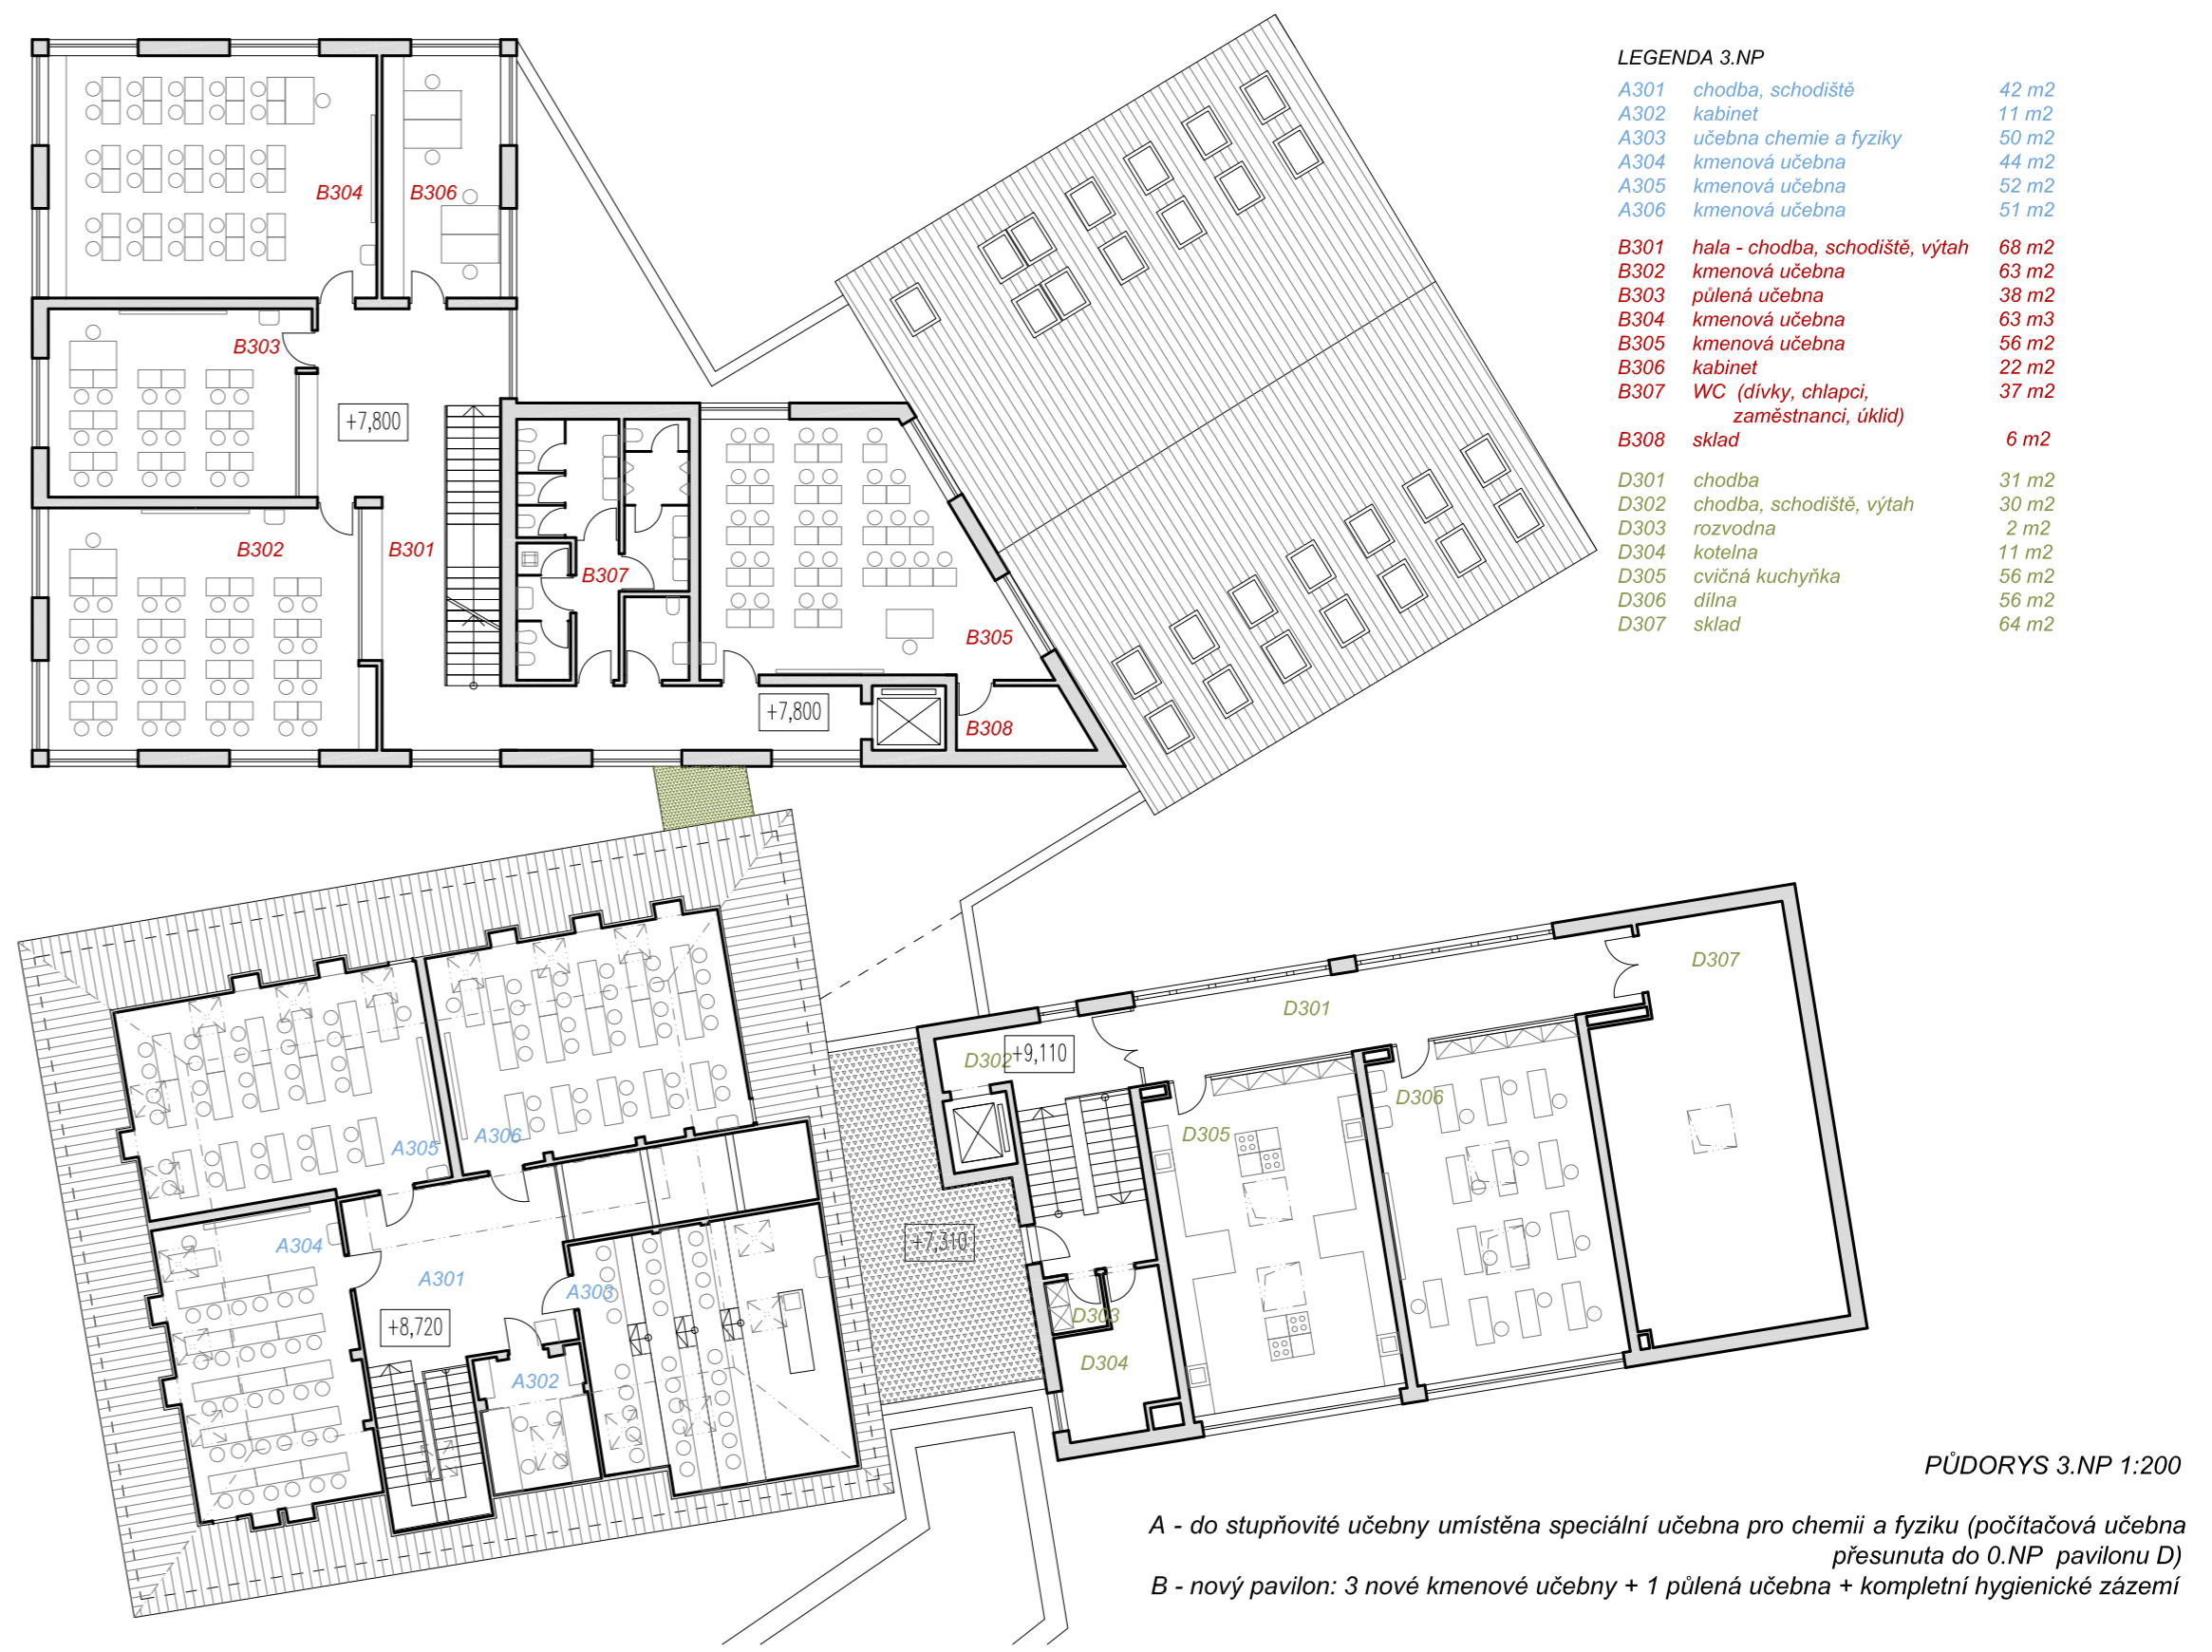 LEGENDA 3.NP
A301 chodba, schodiště 42 m2
A302 kabinet 11 m2
A303 učebna chemie a fyziky 50 m2
A304 kmenová učebna 44 m2
A305 kmenová učebna 52 m2
A306 kmenová učebna 51 m2
B301 hala - chodba, schodiště, výtah 68 m2
B302 kmenová učebna 63 m2
B303 půlená učebna 38 m2
B304 kmenová učebna 63 m3
B305 kmenová učebna 56 m2
B306 kabinet 22 m2
B307 WC (dívky, chlapci, 37 m2
zaměstnanci, úklid)
B308 sklad 6 m2
D301 chodba 31 m2
D302 chodba, schodiště, výtah 30 m2
D303 rozvodna 2 m2
D304 kotelna 11 m2
D305 cvičná kuchyňka 56 m2
D306 dílna 56 m2
D307 sklad 64 m2
B304
B306
B303
+7,800
B302
B301
B307
B305
+7,800
B308
D307
D301
D302
+9,110
D306
D305
A305
A306
A304
A301
A303
+7,310
+8,720
D303
D304
A302
PŮDORYS 3.NP 1:200
A - do stupňovité učebny umístěna speciální učebna pro chemii a fyziku (počítačová učebna
přesunuta do 0.NP pavilonu D)
B - nový pavilon: 3 nové kmenové učebny + 1 půlená učebna + kompletní hygienické zázemí